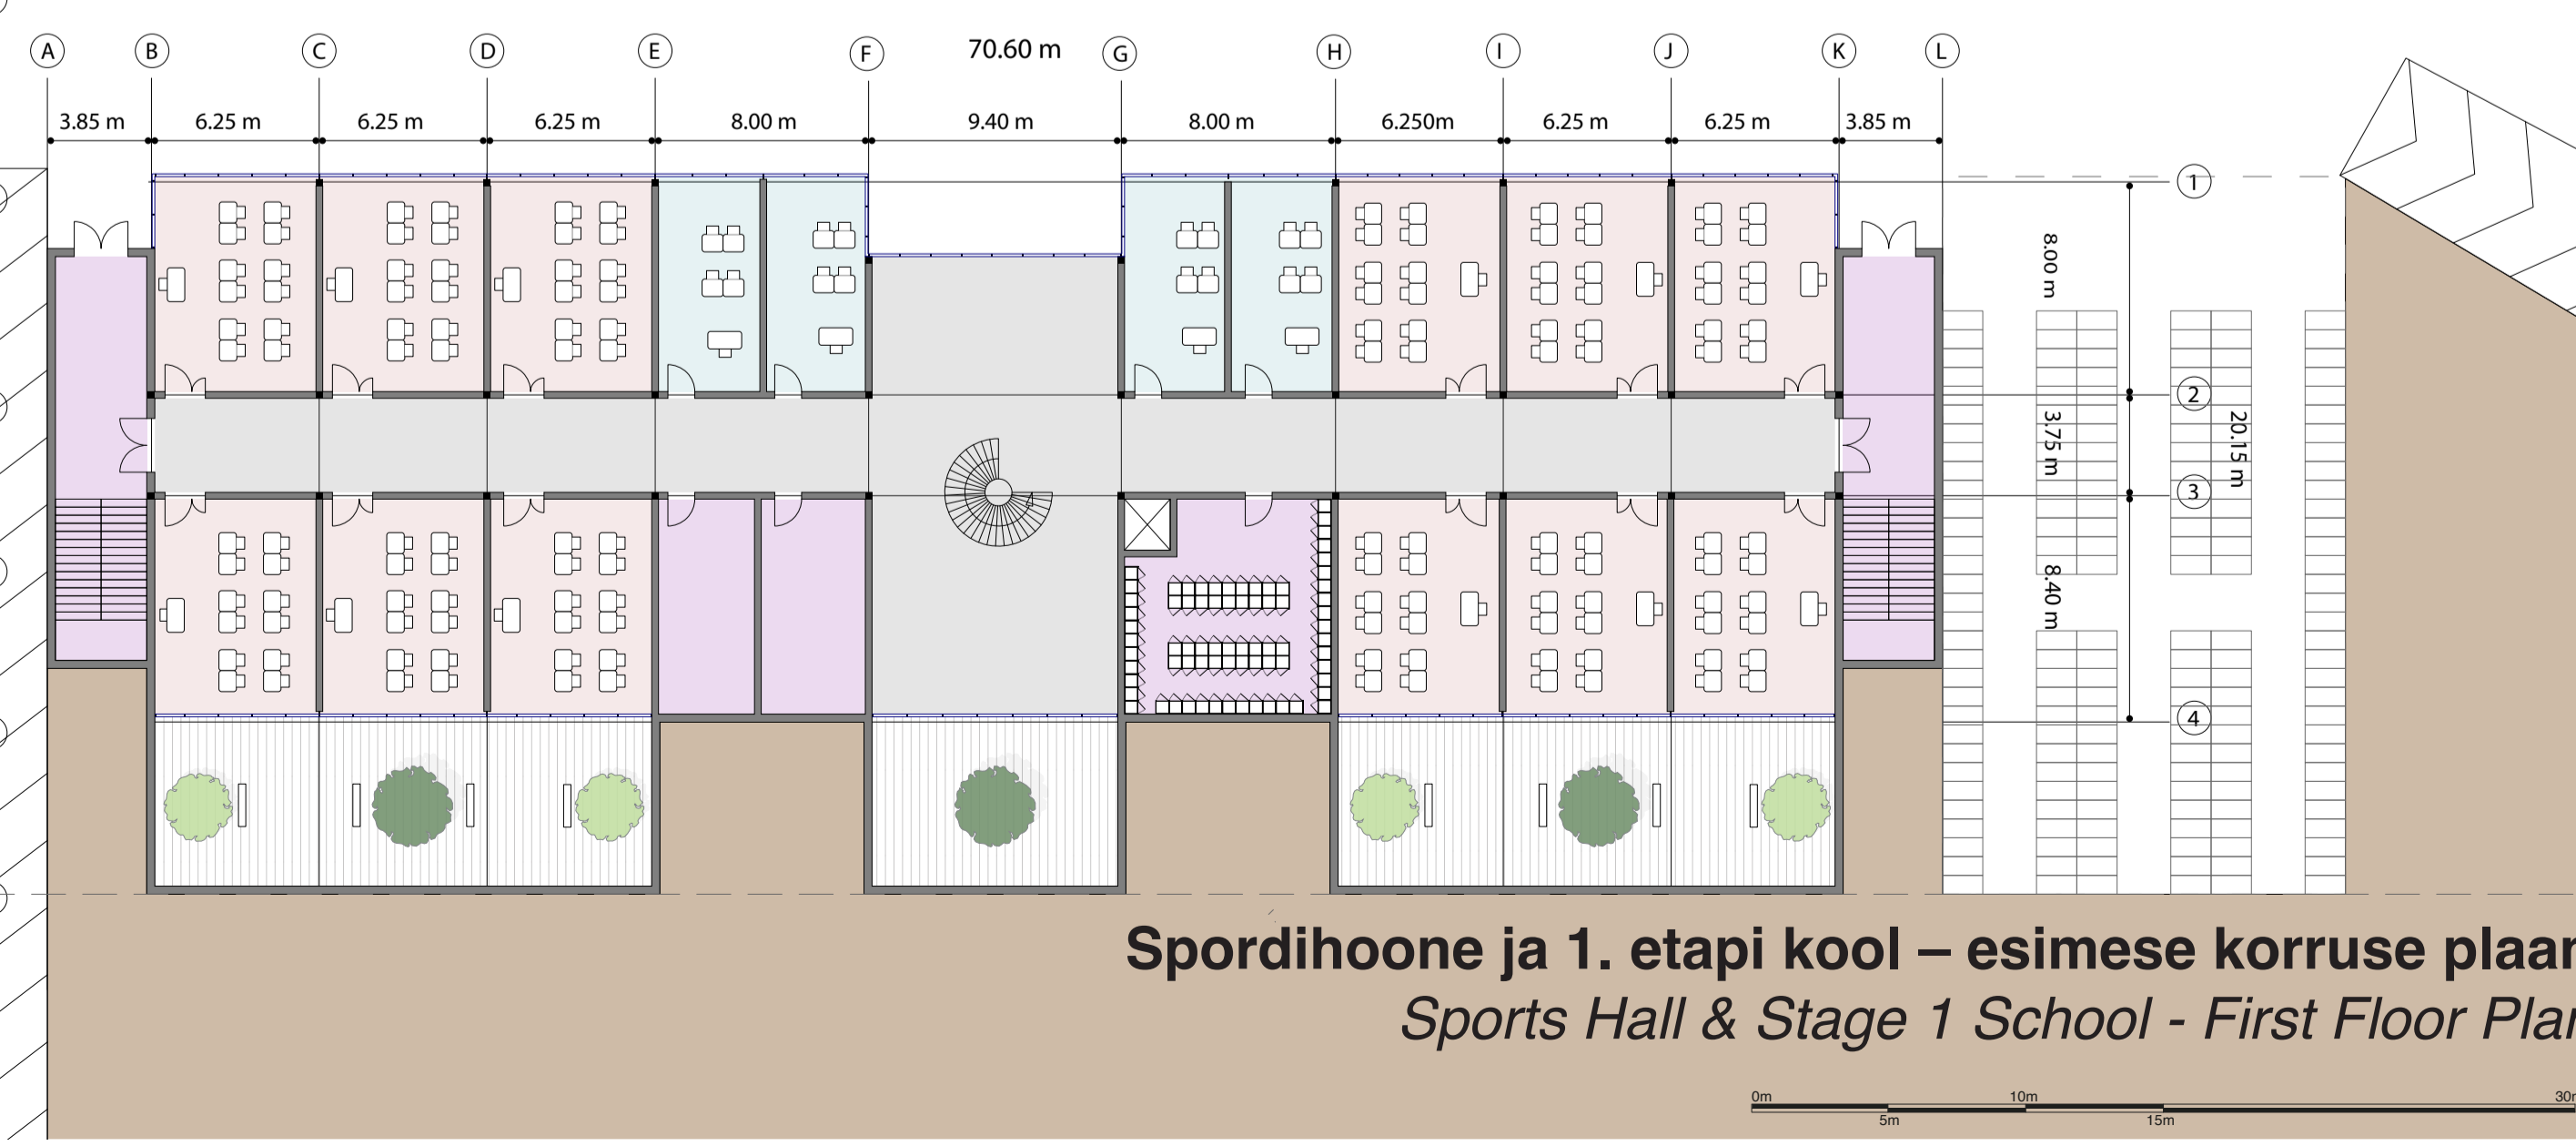 A B C D E F 70.60 m G H I J K L
3.85 m 6.25 m 6.25 m 6.25 m 8.00 m 9.40 m 8.00 m 6.250m 6.25 m 6.25 m 3.85 m
1
8.00 m
2
3.75 m
20.15 m
3
8.40 m
4
Spordihoone ja 1. etapi kool – esimese korruse plaan
Sports Hall & Stage 1 School - First Floor Plan
0m 10m 30m
5m 15m